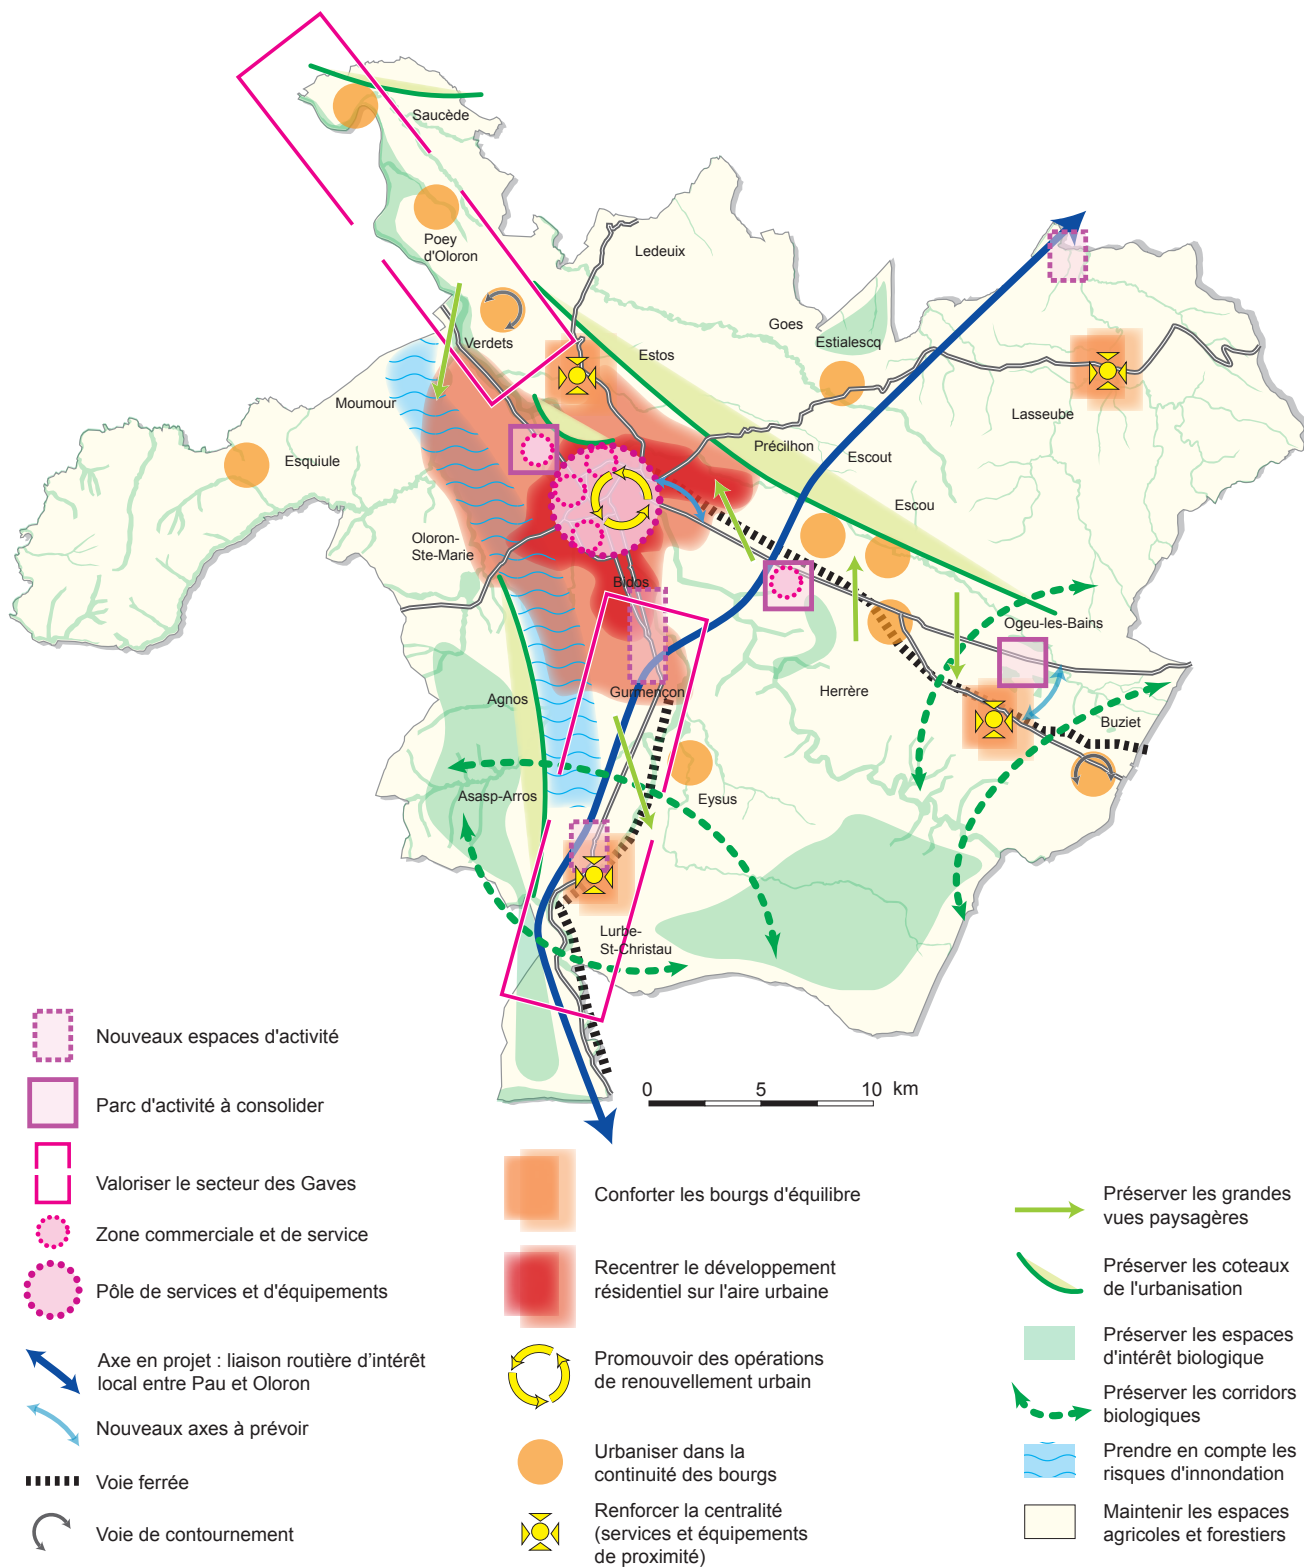 Saucède
Poey
d'Oloron
Ledeuix
Goes
Estialescq
Verdets
Estos
Moumour
Lasseube
Précilhon
Escout
Esquiule
Escou
Oloron-
Ste-Marie
Bidos
Ogeu-les-Bains
Gurmençon
Herrère
Agnos
Buziet
Asasp-Arros
Eysus
Lurbe-
St-Christau
0 5 10 km
Nouveaux espaces d'activité
Parc d'activité à consolider
Valoriser le secteur des Gaves
Zone commerciale et de service
Pôle de services et d'équipements
Axe en projet : liaison routière d'intérêt
local entre Pau et Oloron
Nouveaux axes à prévoir
Voie ferrée
Voie de contournement
Conforter les bourgs d'équilibre
Recentrer le développement
résidentiel sur l'aire urbaine
Promouvoir des opérations
de renouvellement urbain
Urbaniser dans la
continuité des bourgs
Renforcer la centralité
(services et équipements
de proximité)
Préserver les grandes
vues paysagères
Préserver les coteaux
de l'urbanisation
Préserver les espaces
d'intérêt biologique
Préserver les corridors
biologiques
Prendre en compte les
risques d'innondation
Maintenir les espaces
agricoles et forestiers